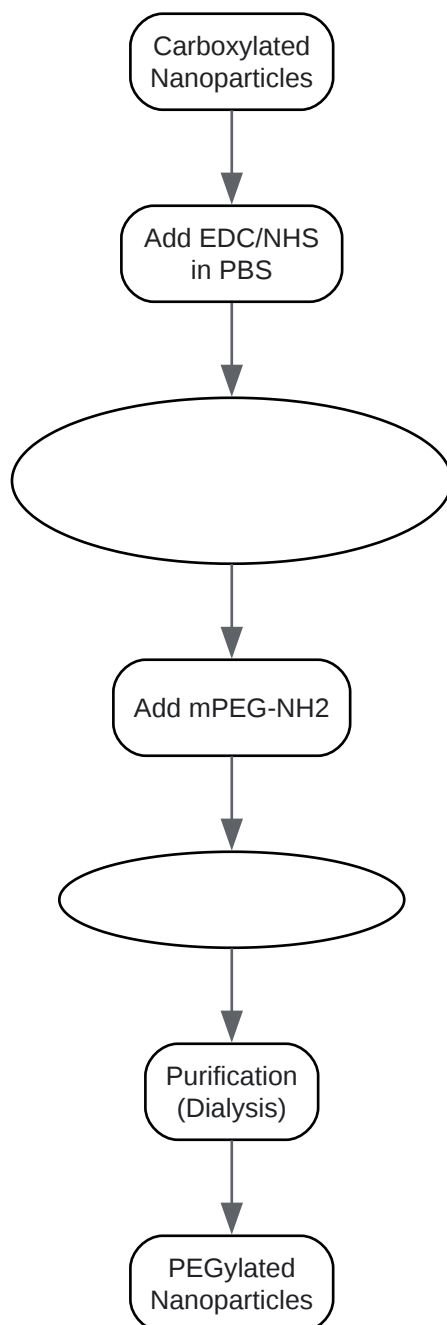 Carboxylated
Nanoparticles
Add EDC/NHS
in PBS
Add mPEG-NH2
Purification
(Dialysis)
PEGylated
Nanoparticles